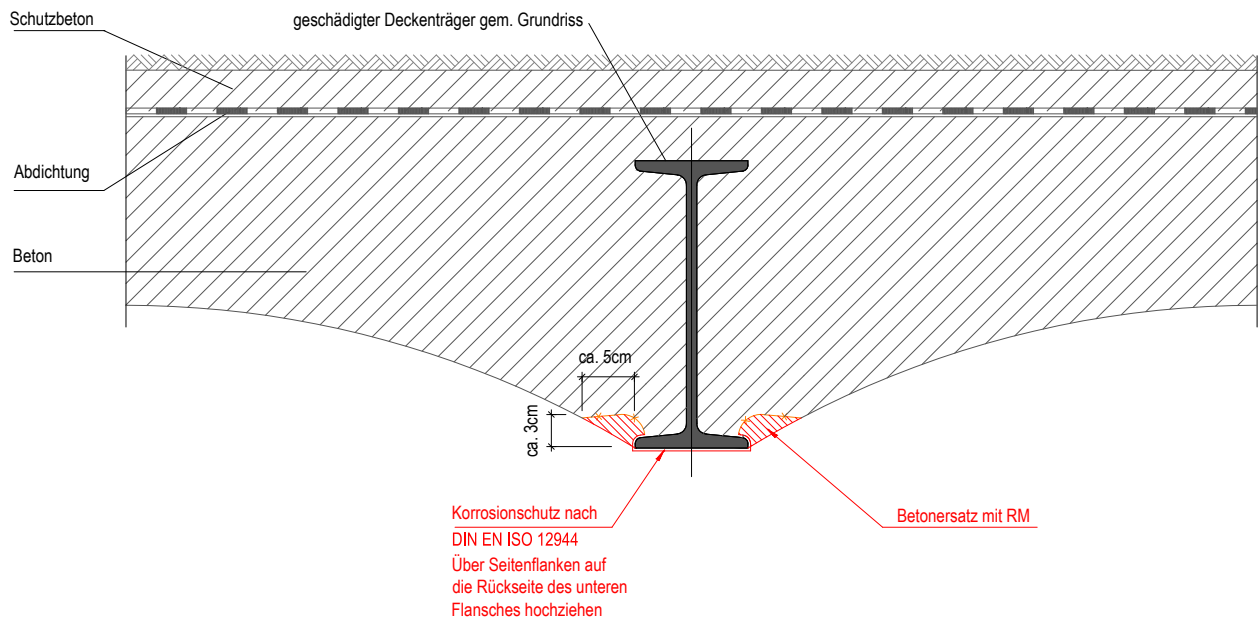 Schutzbeton
geschädigter Deckenträger gem. Grundriss
Abdichtung
Beton
ca. 5cm
ca. 3cm
Korrosionschutz nach
DIN EN ISO 12944
Über Seitenflanken auf
die Rückseite des unteren
Flansches hochziehen
Betonersatz mit RM